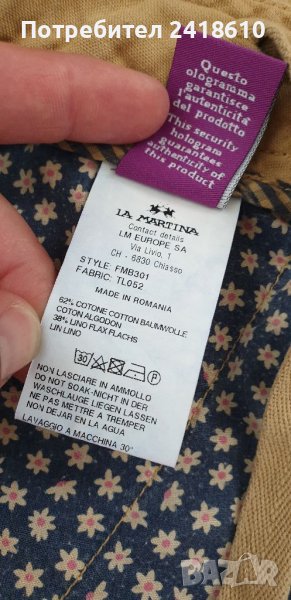 Потребител 2418610
Questo
ologramma
garantisce
l'autenticità
del prodotto
This security
hologram
guarantees
authenticity of
this product
LA MARTINA
Contact details
LM EUROPE SA
Via Livio, 1
CH - 6830 Chiasso
STYLE: FMB301
FABRIC: TL052
MADE IN ROMANIA
62% COTONE COTTON BAUMWOLLE
COTON ALGODON
38% LINO FLAX FLACHS
LIN LINO
30 P
NON LASCIARE IN AMMOLLO
DO NOT SOAK-NICHT IN DER
WASCHLAUGE LIEGEN LASSEN
NE PAS METTRE A TREMPER
NON DEJAR EN LA AGUA
LAVAGGIO A MACCHINA 30°
BAZAR